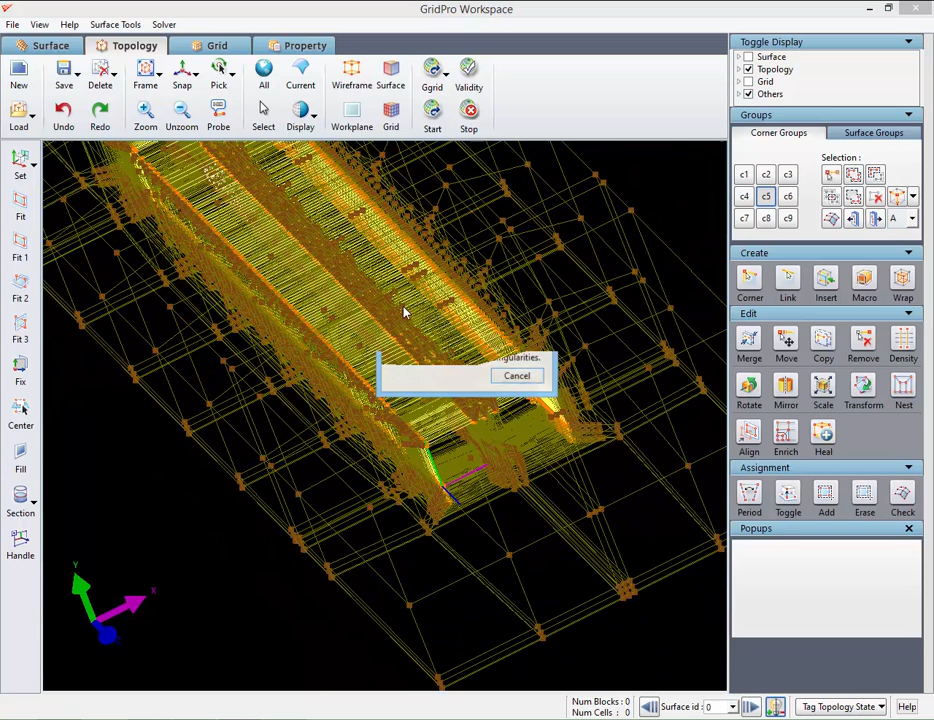 GridPro Workspace
File View Help Surface Tools Solver
Surface Topology Grid Property
New Save Delete Frame Snap Pick All Current Wireframe Surface Ggrid Validity
Load Undo Redo Zoom Unzoom Probe Select Display Workplane Grid Start Stop
Set
Fit
Fit 1
Fit 2
Fit 3
Fix
Center
Fill
Section
Handle
gularities.
Cancel
Y
X
Toggle Display
Surface
Topology
Grid
Others
Groups
Corner Groups Surface Groups
Selection :
c1 c2 c3
c4 c5 c6
c7 c8 c9 A
Create
Corner Link Insert Macro Wrap
Edit
Merge Move Copy Remove Density
Rotate Mirror Scale Transform Nest
Align Enrich Heal
Assignment
Period Toggle Add Erase Check
Popups
Num Blocks : 0
Num Cells : 0
Surface id : 0
Tag Topology State
Help